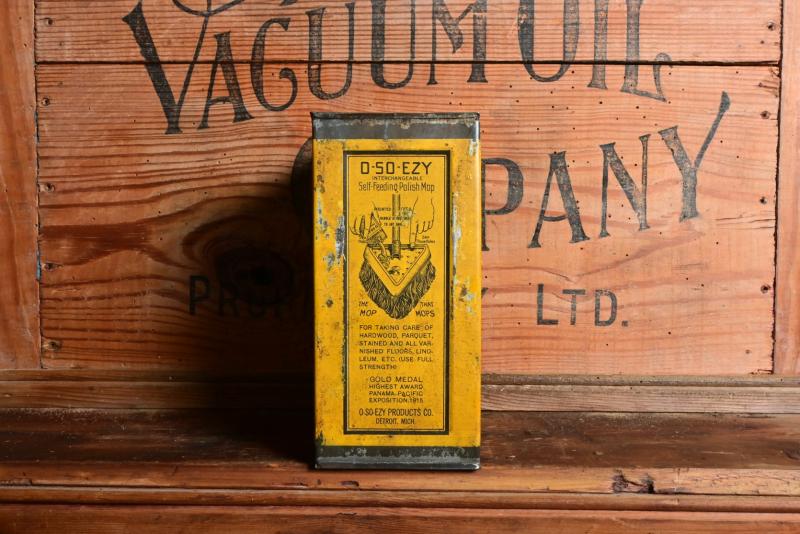 VACUUM OIL
COMPANY
LTD.
O-SO-EZY
INTERCHANGEABLE
Self-Feeding Polish Mop
THE MOP
THAT MOPS
FOR TAKING CARE OF
HARDWOOD, PARQUET,
STAINED AND ALL VAR-
NISHED FLOORS, LINO-
LEUM, ETC. (USE FULL
STRENGTH)
GOLD MEDAL
HIGHEST AWARD
PANAMA-PACIFIC
EXPOSITION, 1915
O-SO-EZY PRODUCTS CO.
DETROIT, MICH.